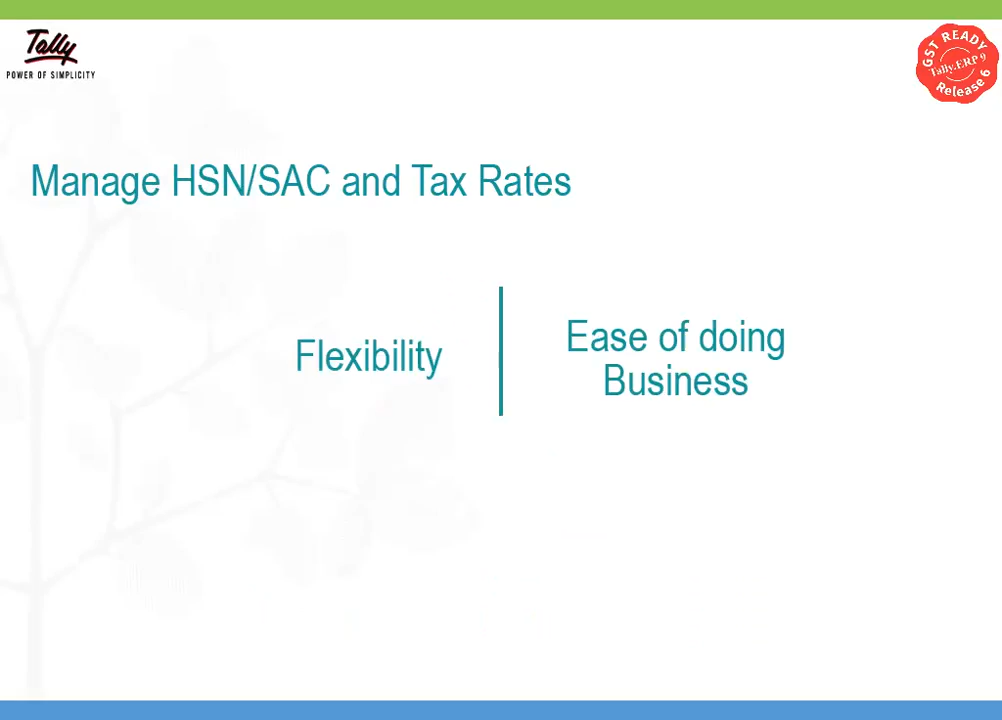 Tally
POWER OF SIMPLICITY
GST READY
Tally.ERP 9
Release 6
Manage HSN/SAC and Tax Rates
Flexibility
Ease of doing
Business